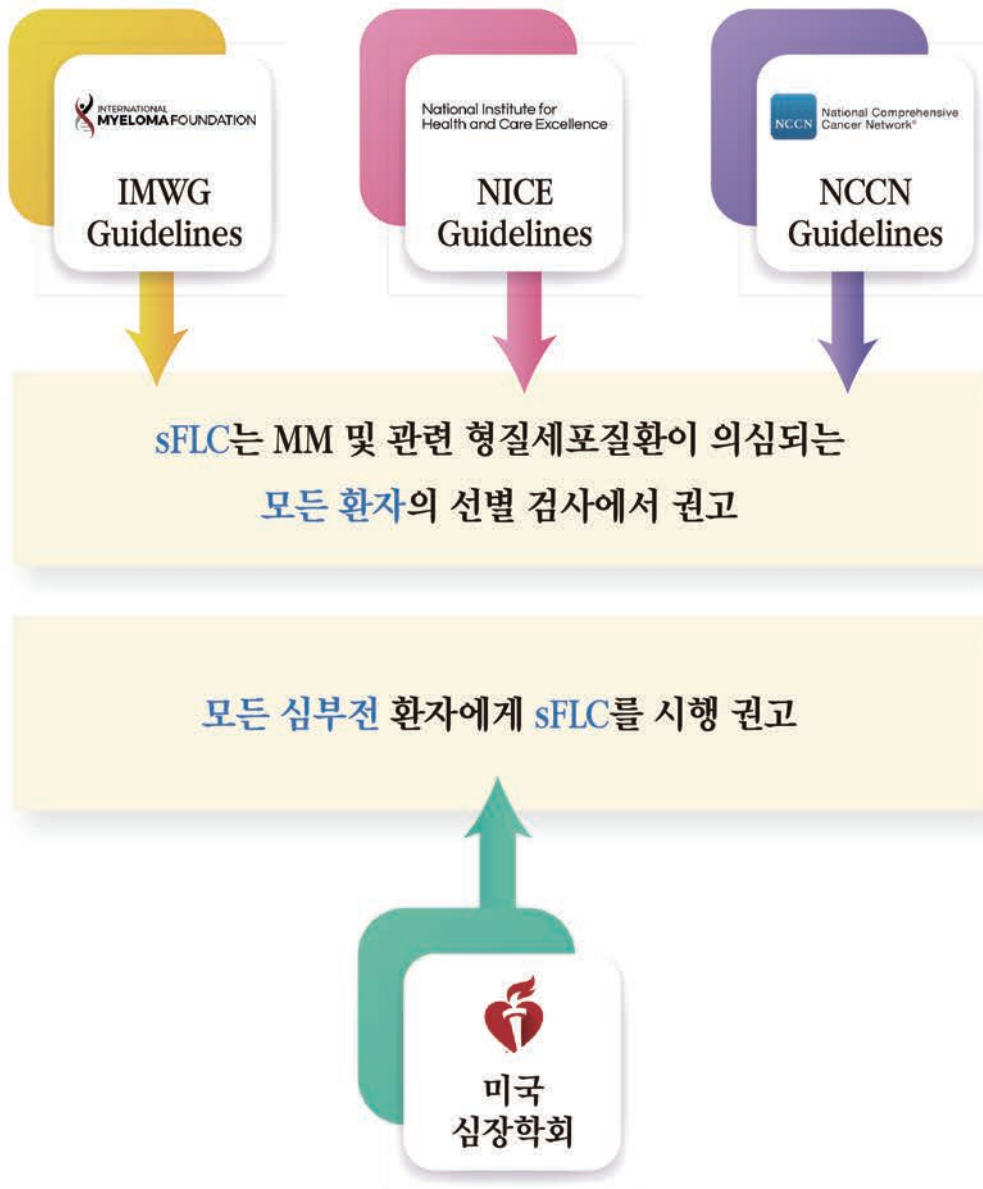 INTERNATIONAL
MYELOMA FOUNDATION
IMWG
Guidelines
National Institute for
Health and Care Excellence
NICE
Guidelines
NCCN
National Comprehensive
Cancer Network®
NCCN
Guidelines
sFLC는 MM 및 관련 형질세포질환이 의심되는
모든 환자의 선별 검사에서 권고
모든 심부전 환자에게 sFLC를 시행 권고
미국
심장학회